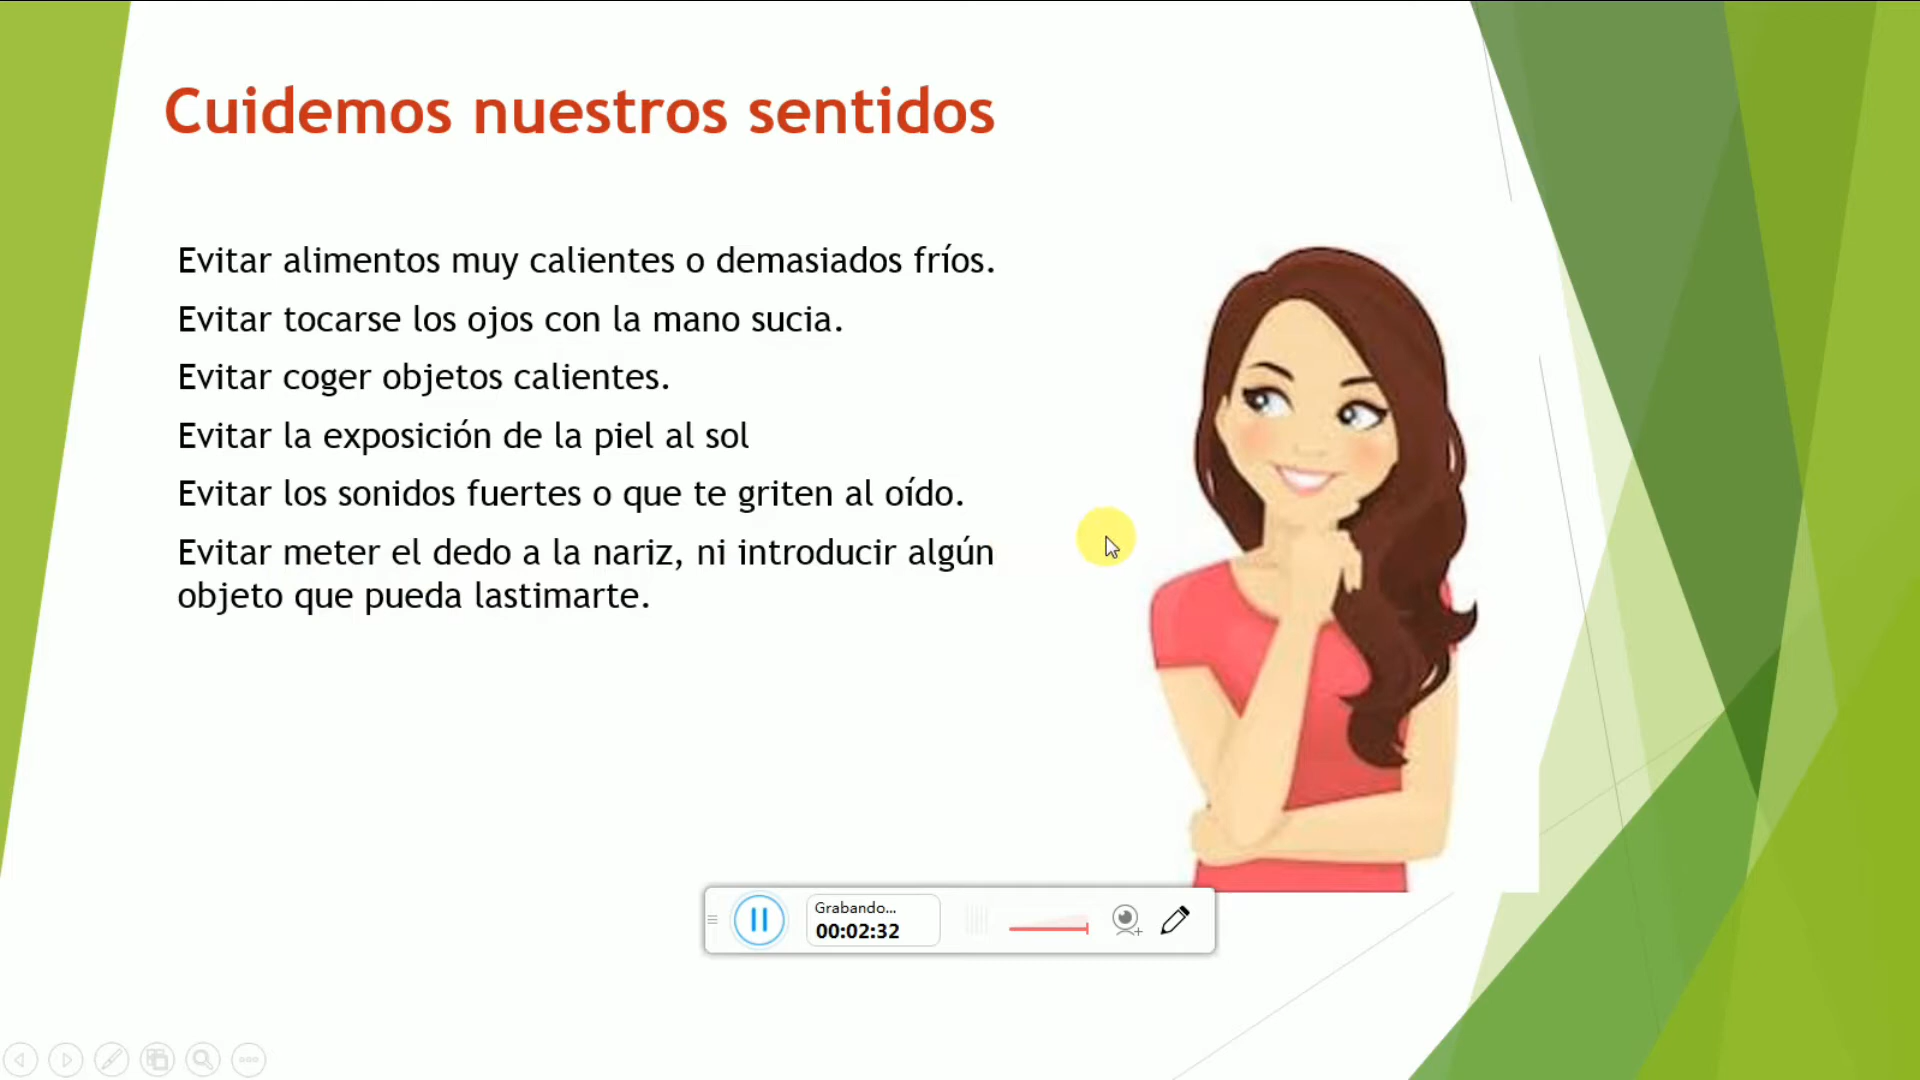 Cuidemos nuestros sentidos
Evitar alimentos muy calientes o demasiados fríos.
Evitar tocarse los ojos con la mano sucia.
Evitar coger objetos calientes.
Evitar la exposición de la piel al sol
Evitar los sonidos fuertes o que te griten al oído.
Evitar meter el dedo a la nariz, ni introducir algún
objeto que pueda lastimarte.
Grabando...
00:02:32